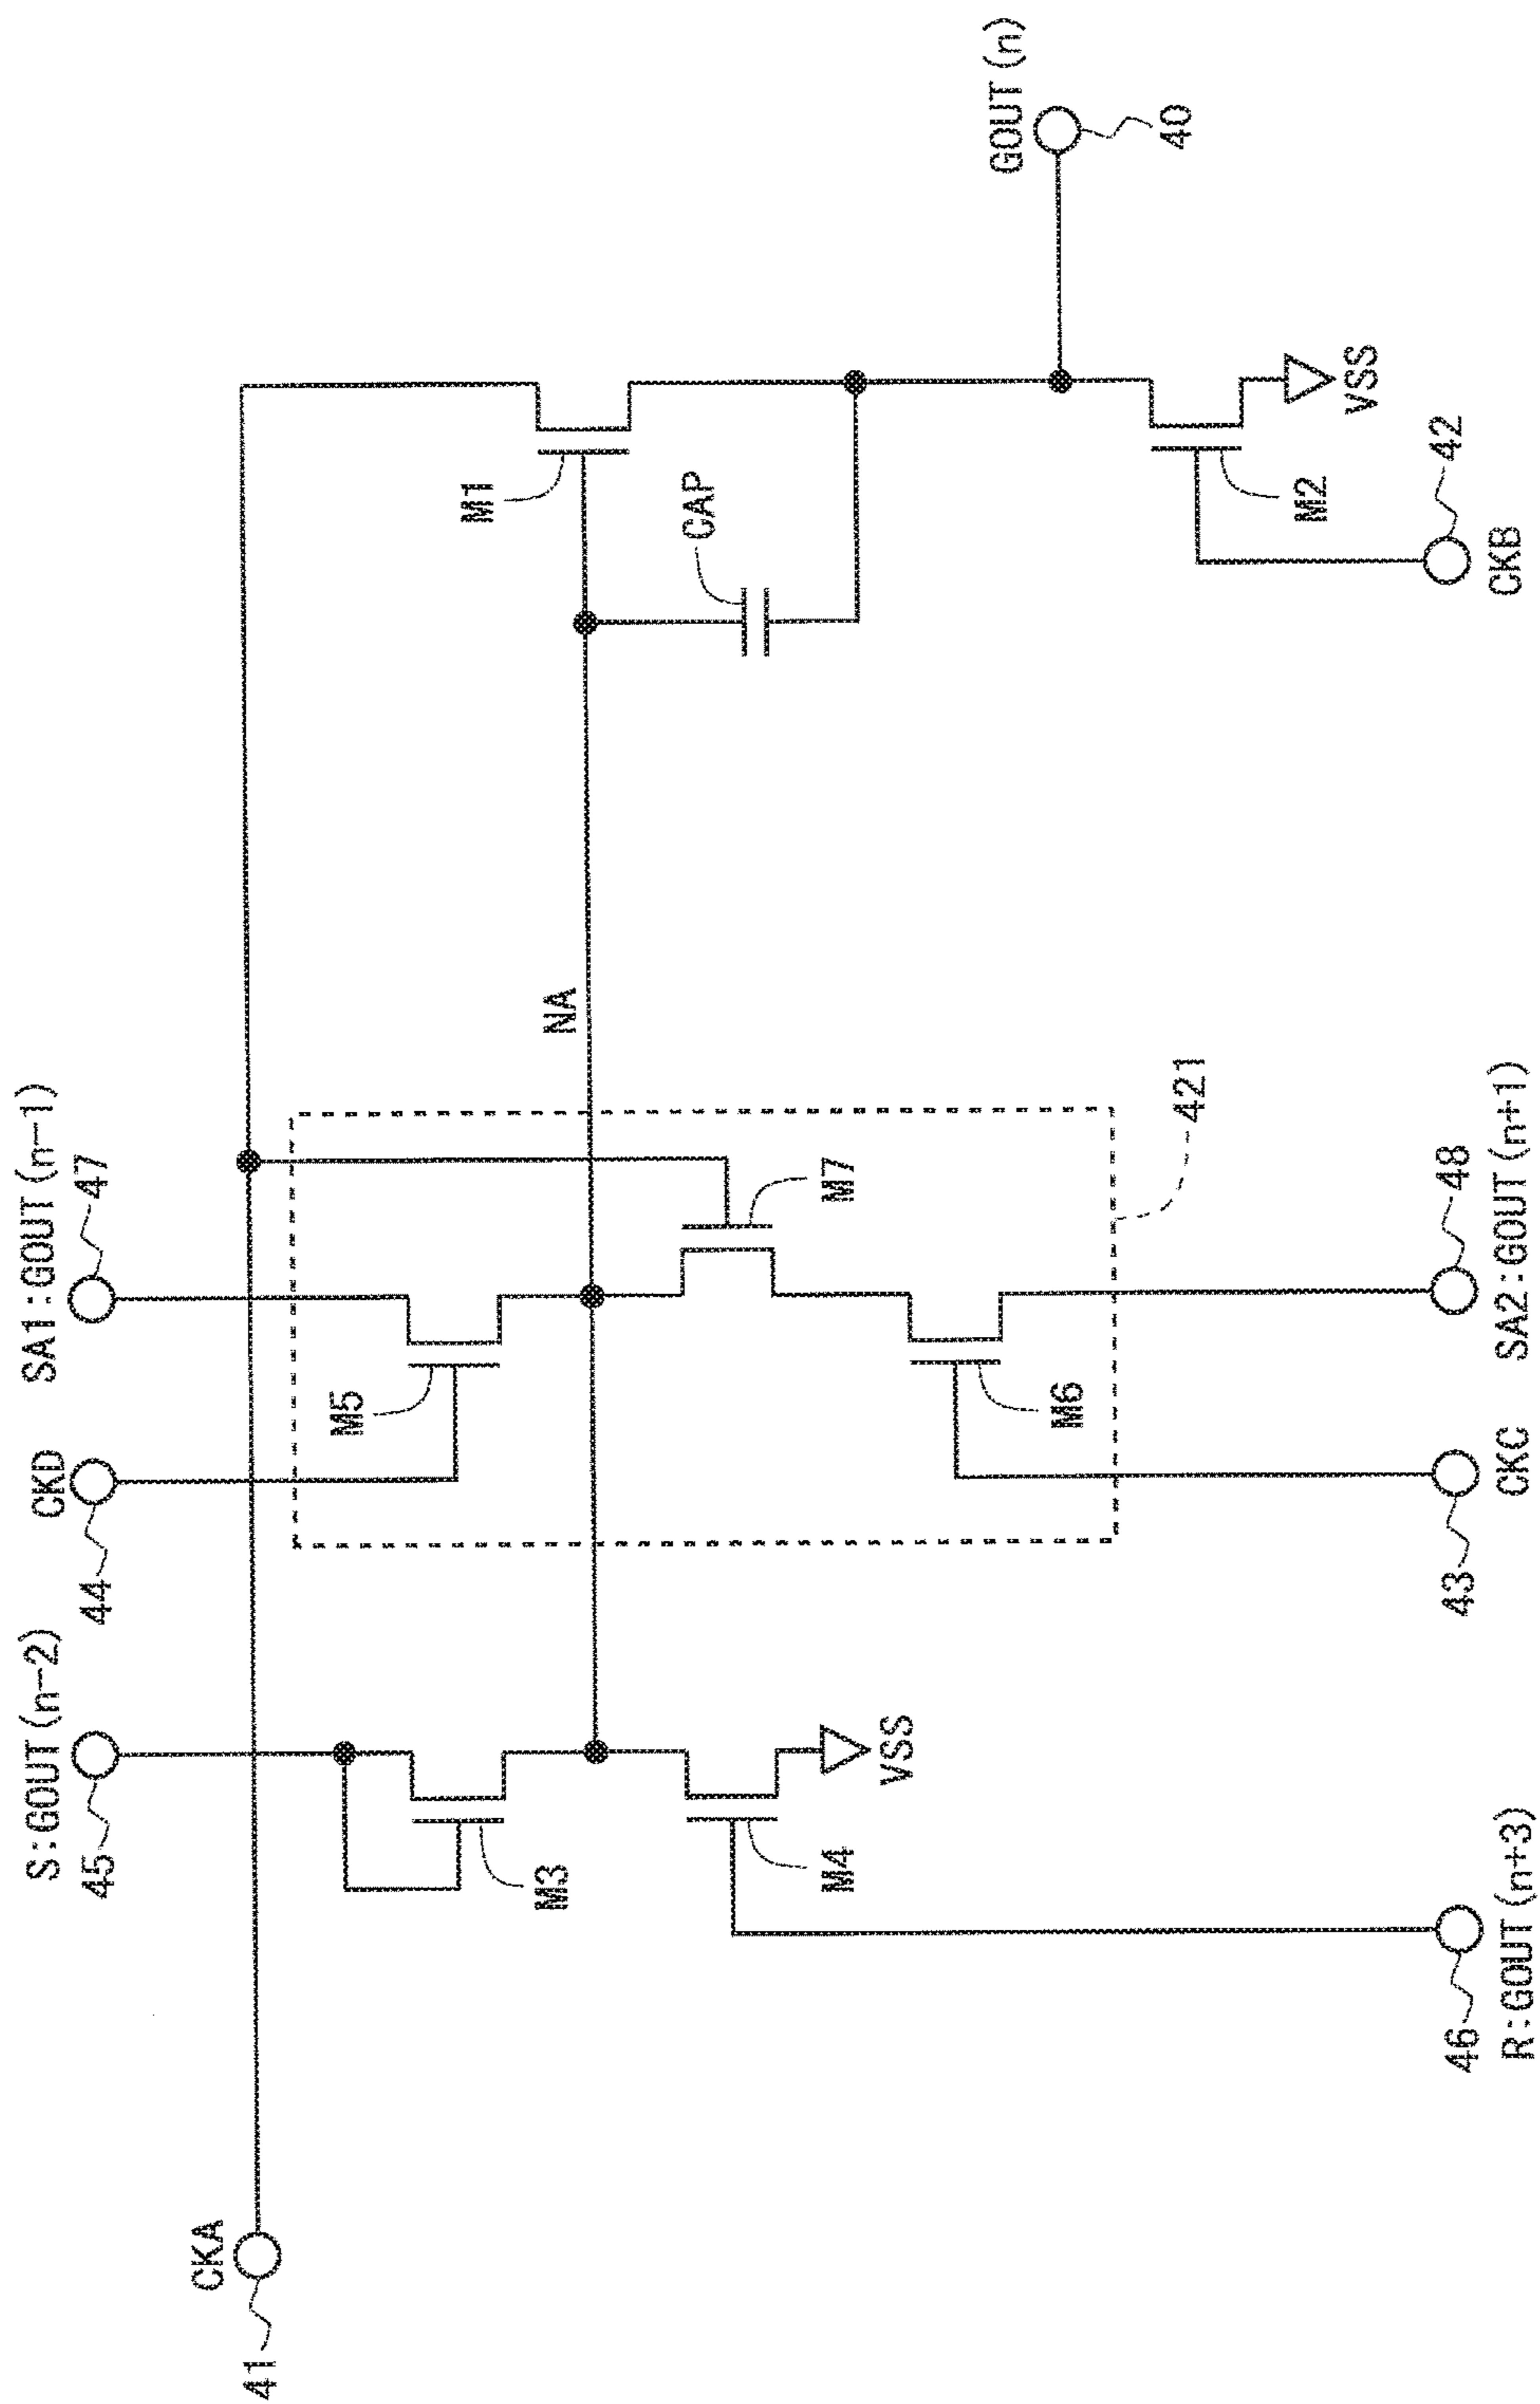 S:GOUT(n-2)
45
CKD
44
SA1:GOUT(n-1)
47
CKA
41
M3
M5
M1
NA
CAP
GOUT(n)
40
M4
VSS
M7
M6
421
M2
VSS
46
R:GOUT(n+3)
43
CKC
48
SA2:GOUT(n+1)
42
CKB